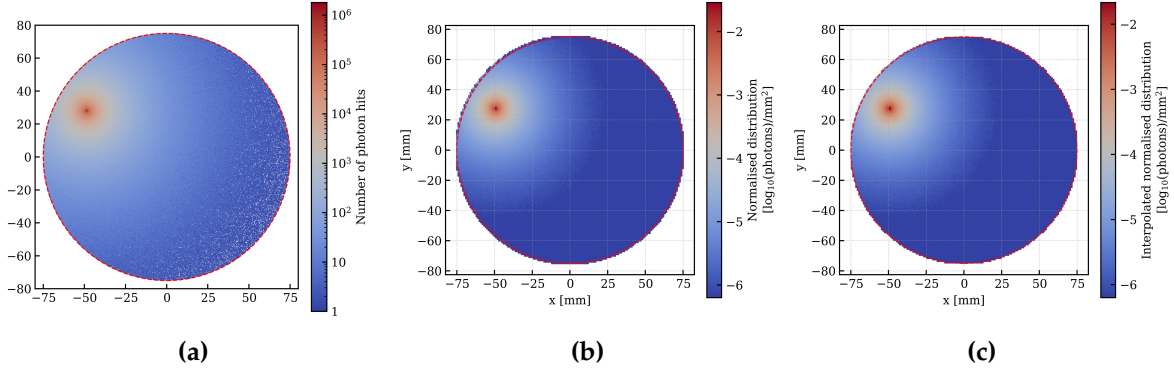 80
60
40
20
0
−20
−40
−60
−80
−75 −50 −25 0 25 50 75
10⁶
10⁵
10⁴
10³
10²
10
1
Number of photon hits
(a)
y [mm]
80
60
40
20
0
−20
−40
−60
−80
−75 −50 −25 0 25 50 75
x [mm]
−2
−3
−4
−5
−6
Normalised distribution
[log₁₀(photons)/mm²]
(b)
y [mm]
80
60
40
20
0
−20
−40
−60
−80
−75 −50 −25 0 25 50 75
x [mm]
−2
−3
−4
−5
−6
Interpolated normalised distribution
[log₁₀(photons)/mm²]
(c)